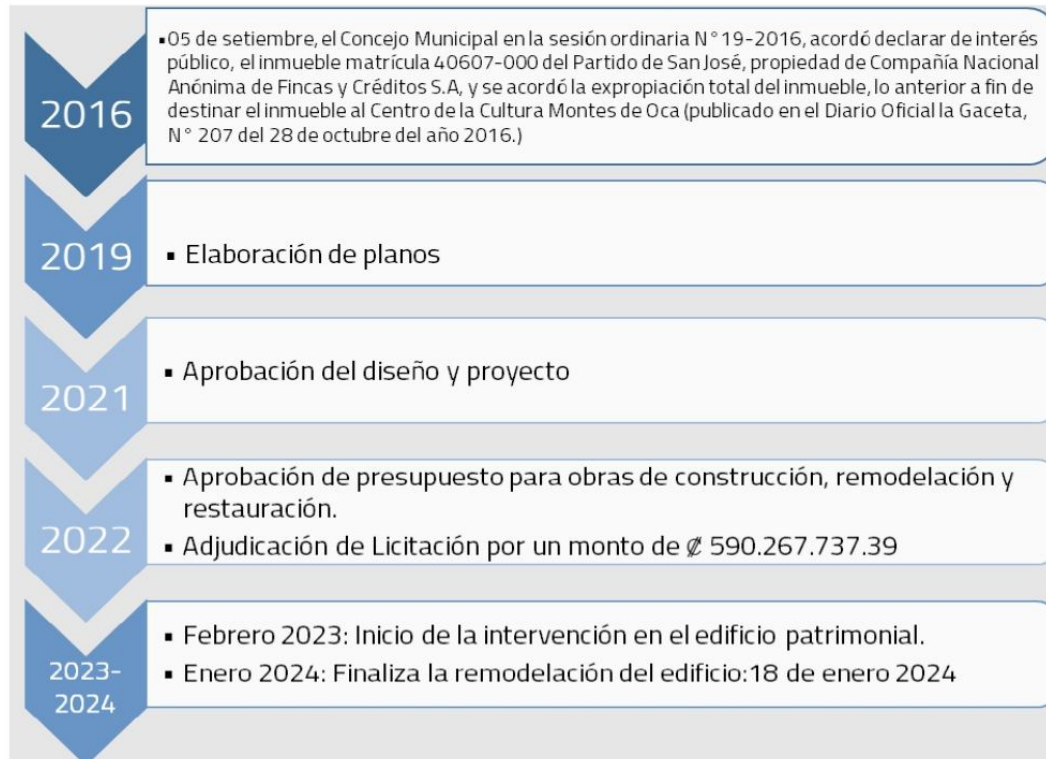 2016
▪05 de setiembre, el Concejo Municipal en la sesión ordinaria N°19-2016, acordó declarar de interés
público, el inmueble matrícula 40607-000 del Partido de San José, propiedad de Compañía Nacional
Anónima de Fincas y Créditos S.A, y se acordó la expropiación total del inmueble, lo anterior a fin de
destinar el inmueble al Centro de la Cultura Montes de Oca (publicado en el Diario Oficial la Gaceta,
N° 207 del 28 de octubre del año 2016.)
2019
▪ Elaboración de planos
2021
▪ Aprobación del diseño y proyecto
2022
▪ Aprobación de presupuesto para obras de construcción, remodelación y
restauración.
▪ Adjudicación de Licitación por un monto de ₡ 590.267.737.39
2023-
2024
▪ Febrero 2023: Inicio de la intervención en el edificio patrimonial.
▪ Enero 2024: Finaliza la remodelación del edificio:18 de enero 2024